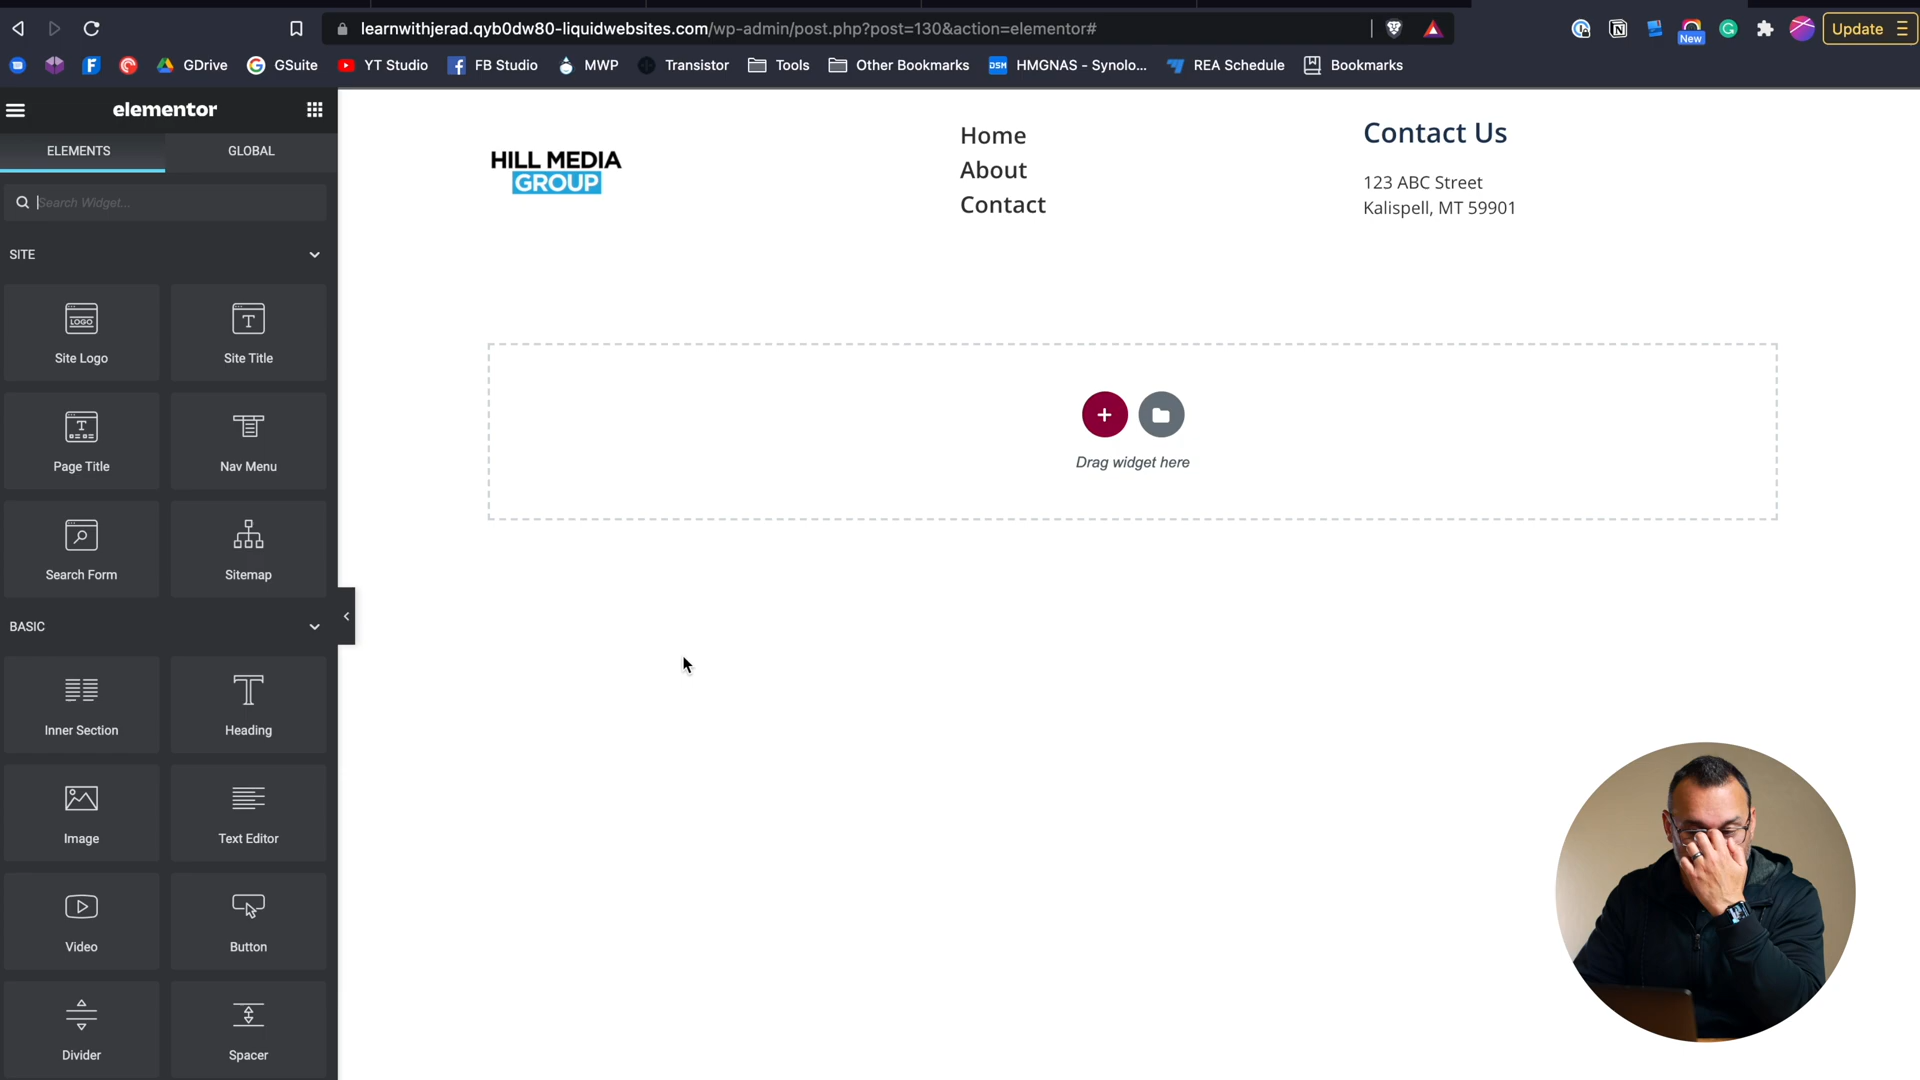 learnwithjerad.qyb0dw80-liquidwebsites.com/wp-admin/post.php?post=130&action=elementor#
New
Update
GDrive
GSuite
YT Studio
FB Studio
MWP
Transistor
Tools
Other Bookmarks
DSM
HMGNAS - Synolo...
REA Schedule
Bookmarks
elementor
ELEMENTS
GLOBAL
Search Widget...
SITE
LOGO
Site Logo
Site Title
Page Title
Nav Menu
Search Form
Sitemap
BASIC
Inner Section
Heading
Image
Text Editor
Video
Button
Divider
Spacer
HILL MEDIA
GROUP
Home
About
Contact
Contact Us
123 ABC Street
Kalispell, MT 59901
Drag widget here